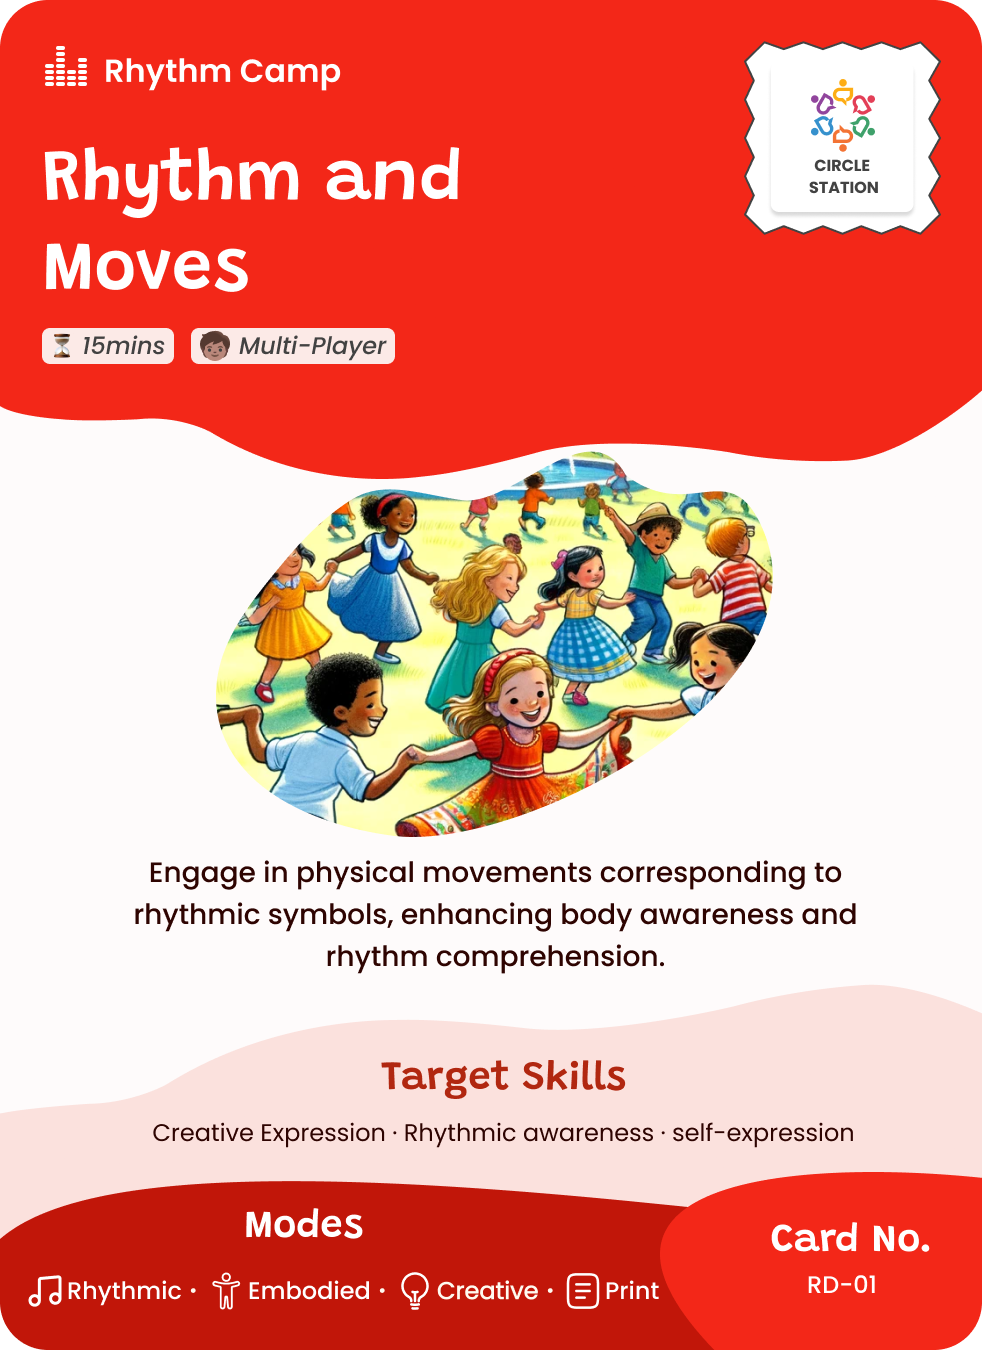 Rhythm Camp
CIRCLE
STATION
Rhythm and
Moves
15mins
Multi-Player
Engage in physical movements corresponding to
rhythmic symbols, enhancing body awareness and
rhythm comprehension.
Target Skills
Creative Expression · Rhythmic awareness · self-expression
Modes
Rhythmic · Embodied · Creative · Print
Card No.
RD-01